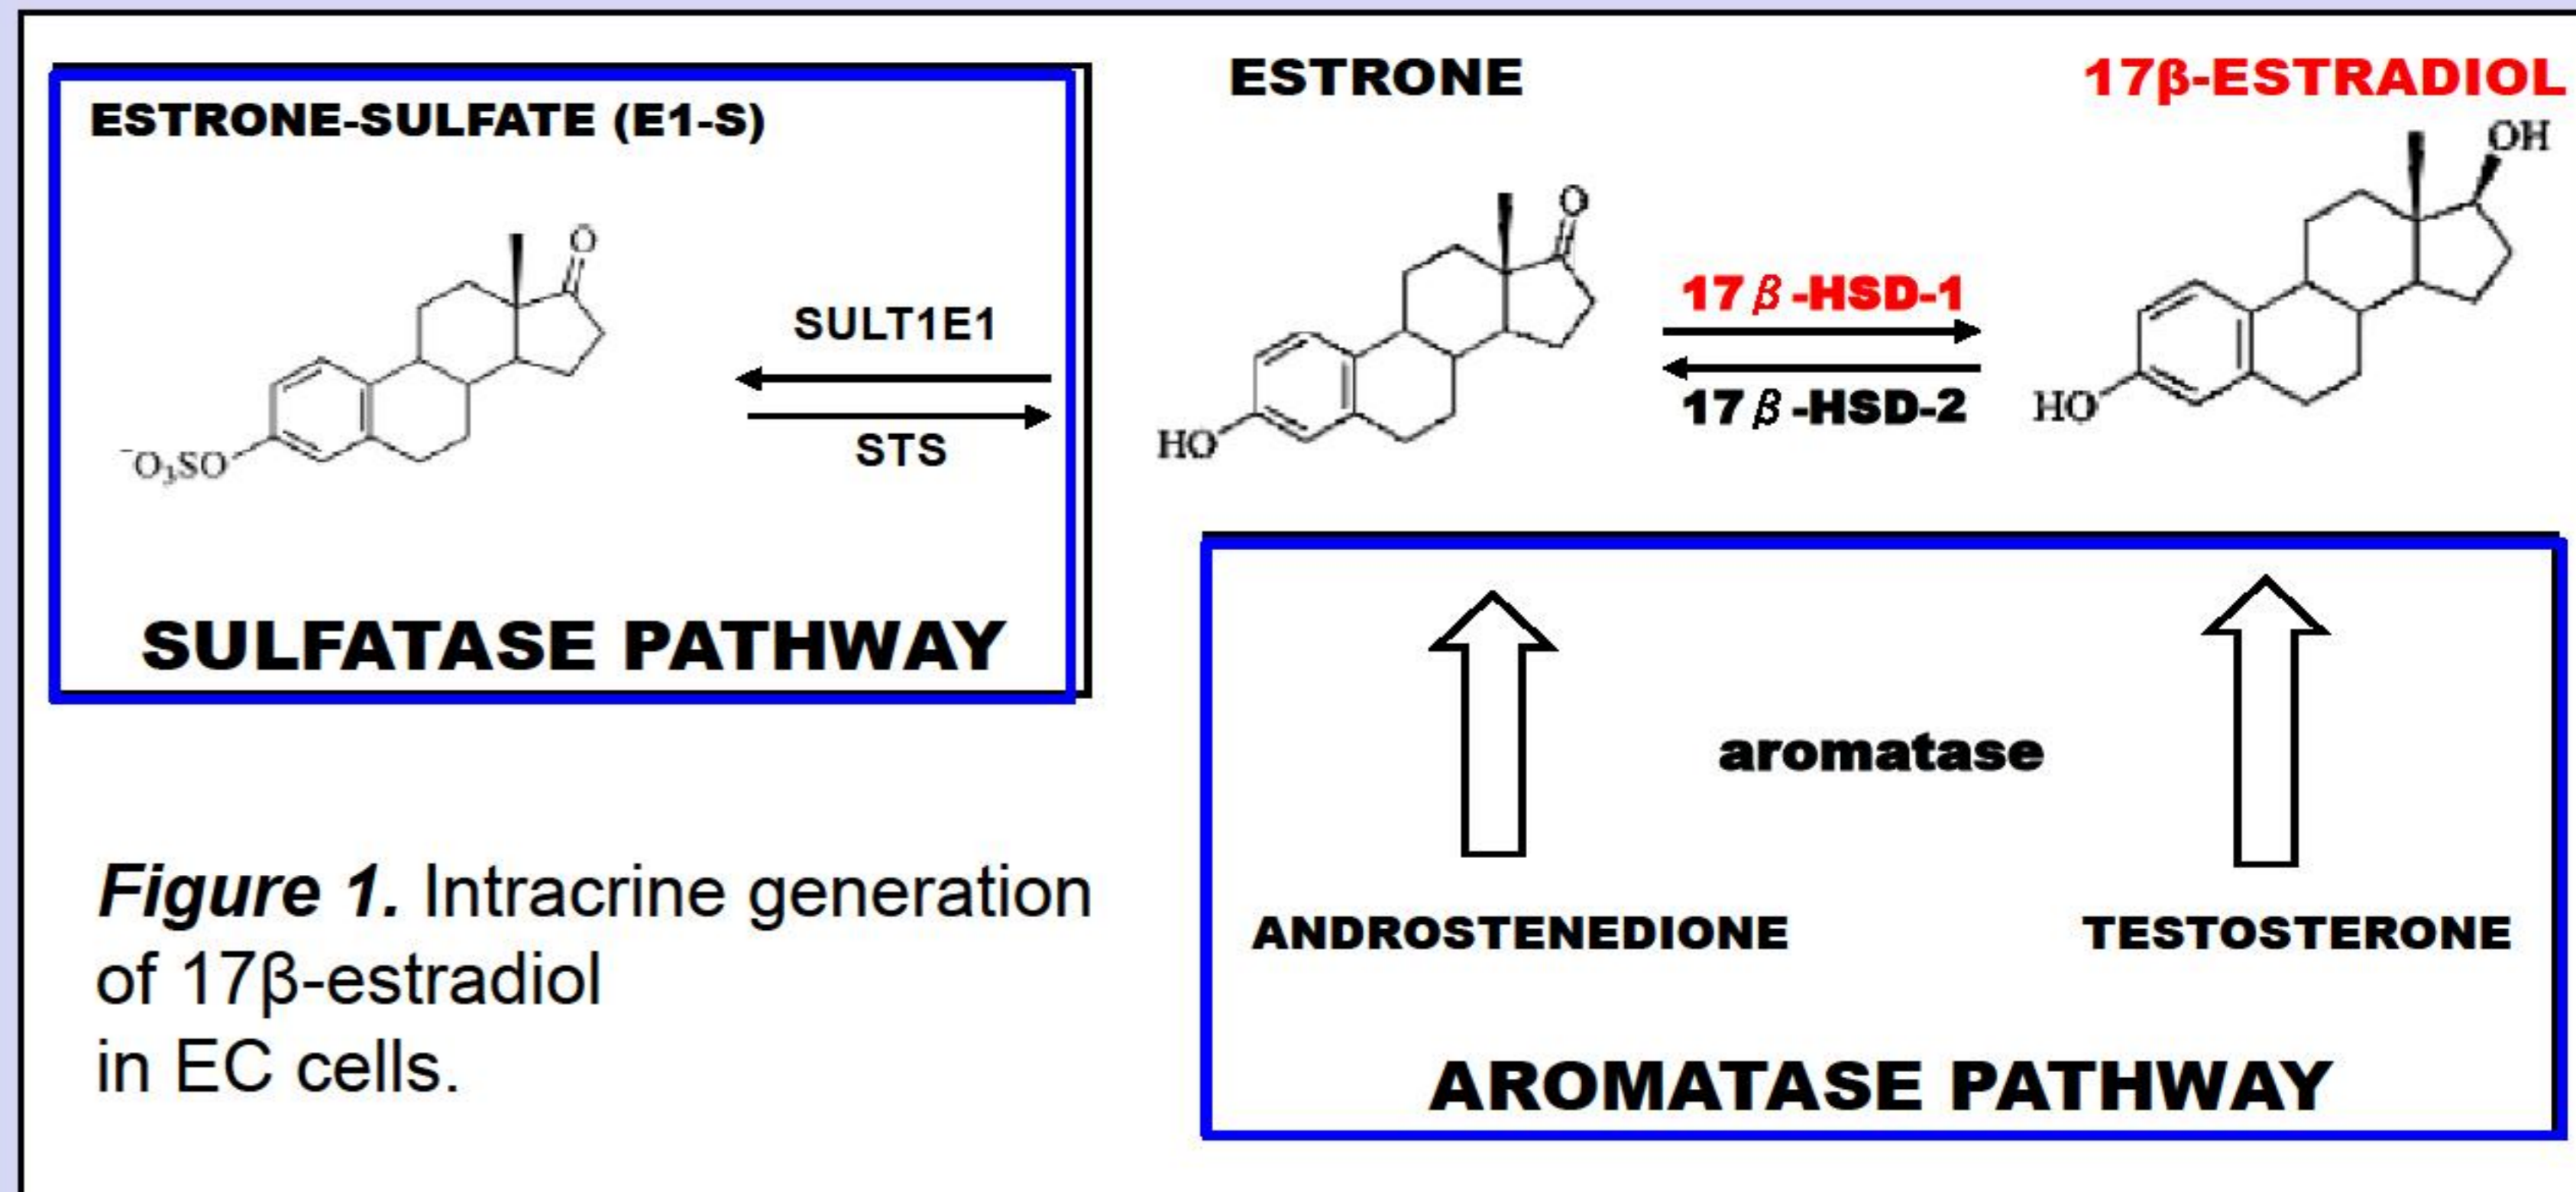 ESTRONE-SULFATE (E1-S)
O
⁻O₃SO
SULT1E1
STS
SULFATASE PATHWAY
ESTRONE
O
HO
17β-HSD-1
17β-HSD-2
17β-ESTRADIOL
OH
HO
aromatase
ANDROSTENEDIONE
TESTOSTERONE
AROMATASE PATHWAY
Figure 1. Intracrine generation
of 17β-estradiol
in EC cells.